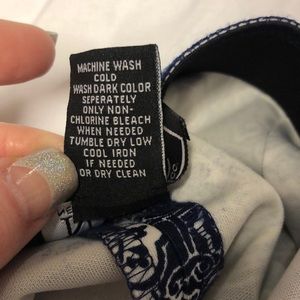 MACHINE WASH
COLD
WASH DARK COLOR
SEPERATELY
ONLY NON-
CHLORINE BLEACH
WHEN NEEDED
TUMBLE DRY LOW
COOL IRON
IF NEEDED
OR DRY CLEAN